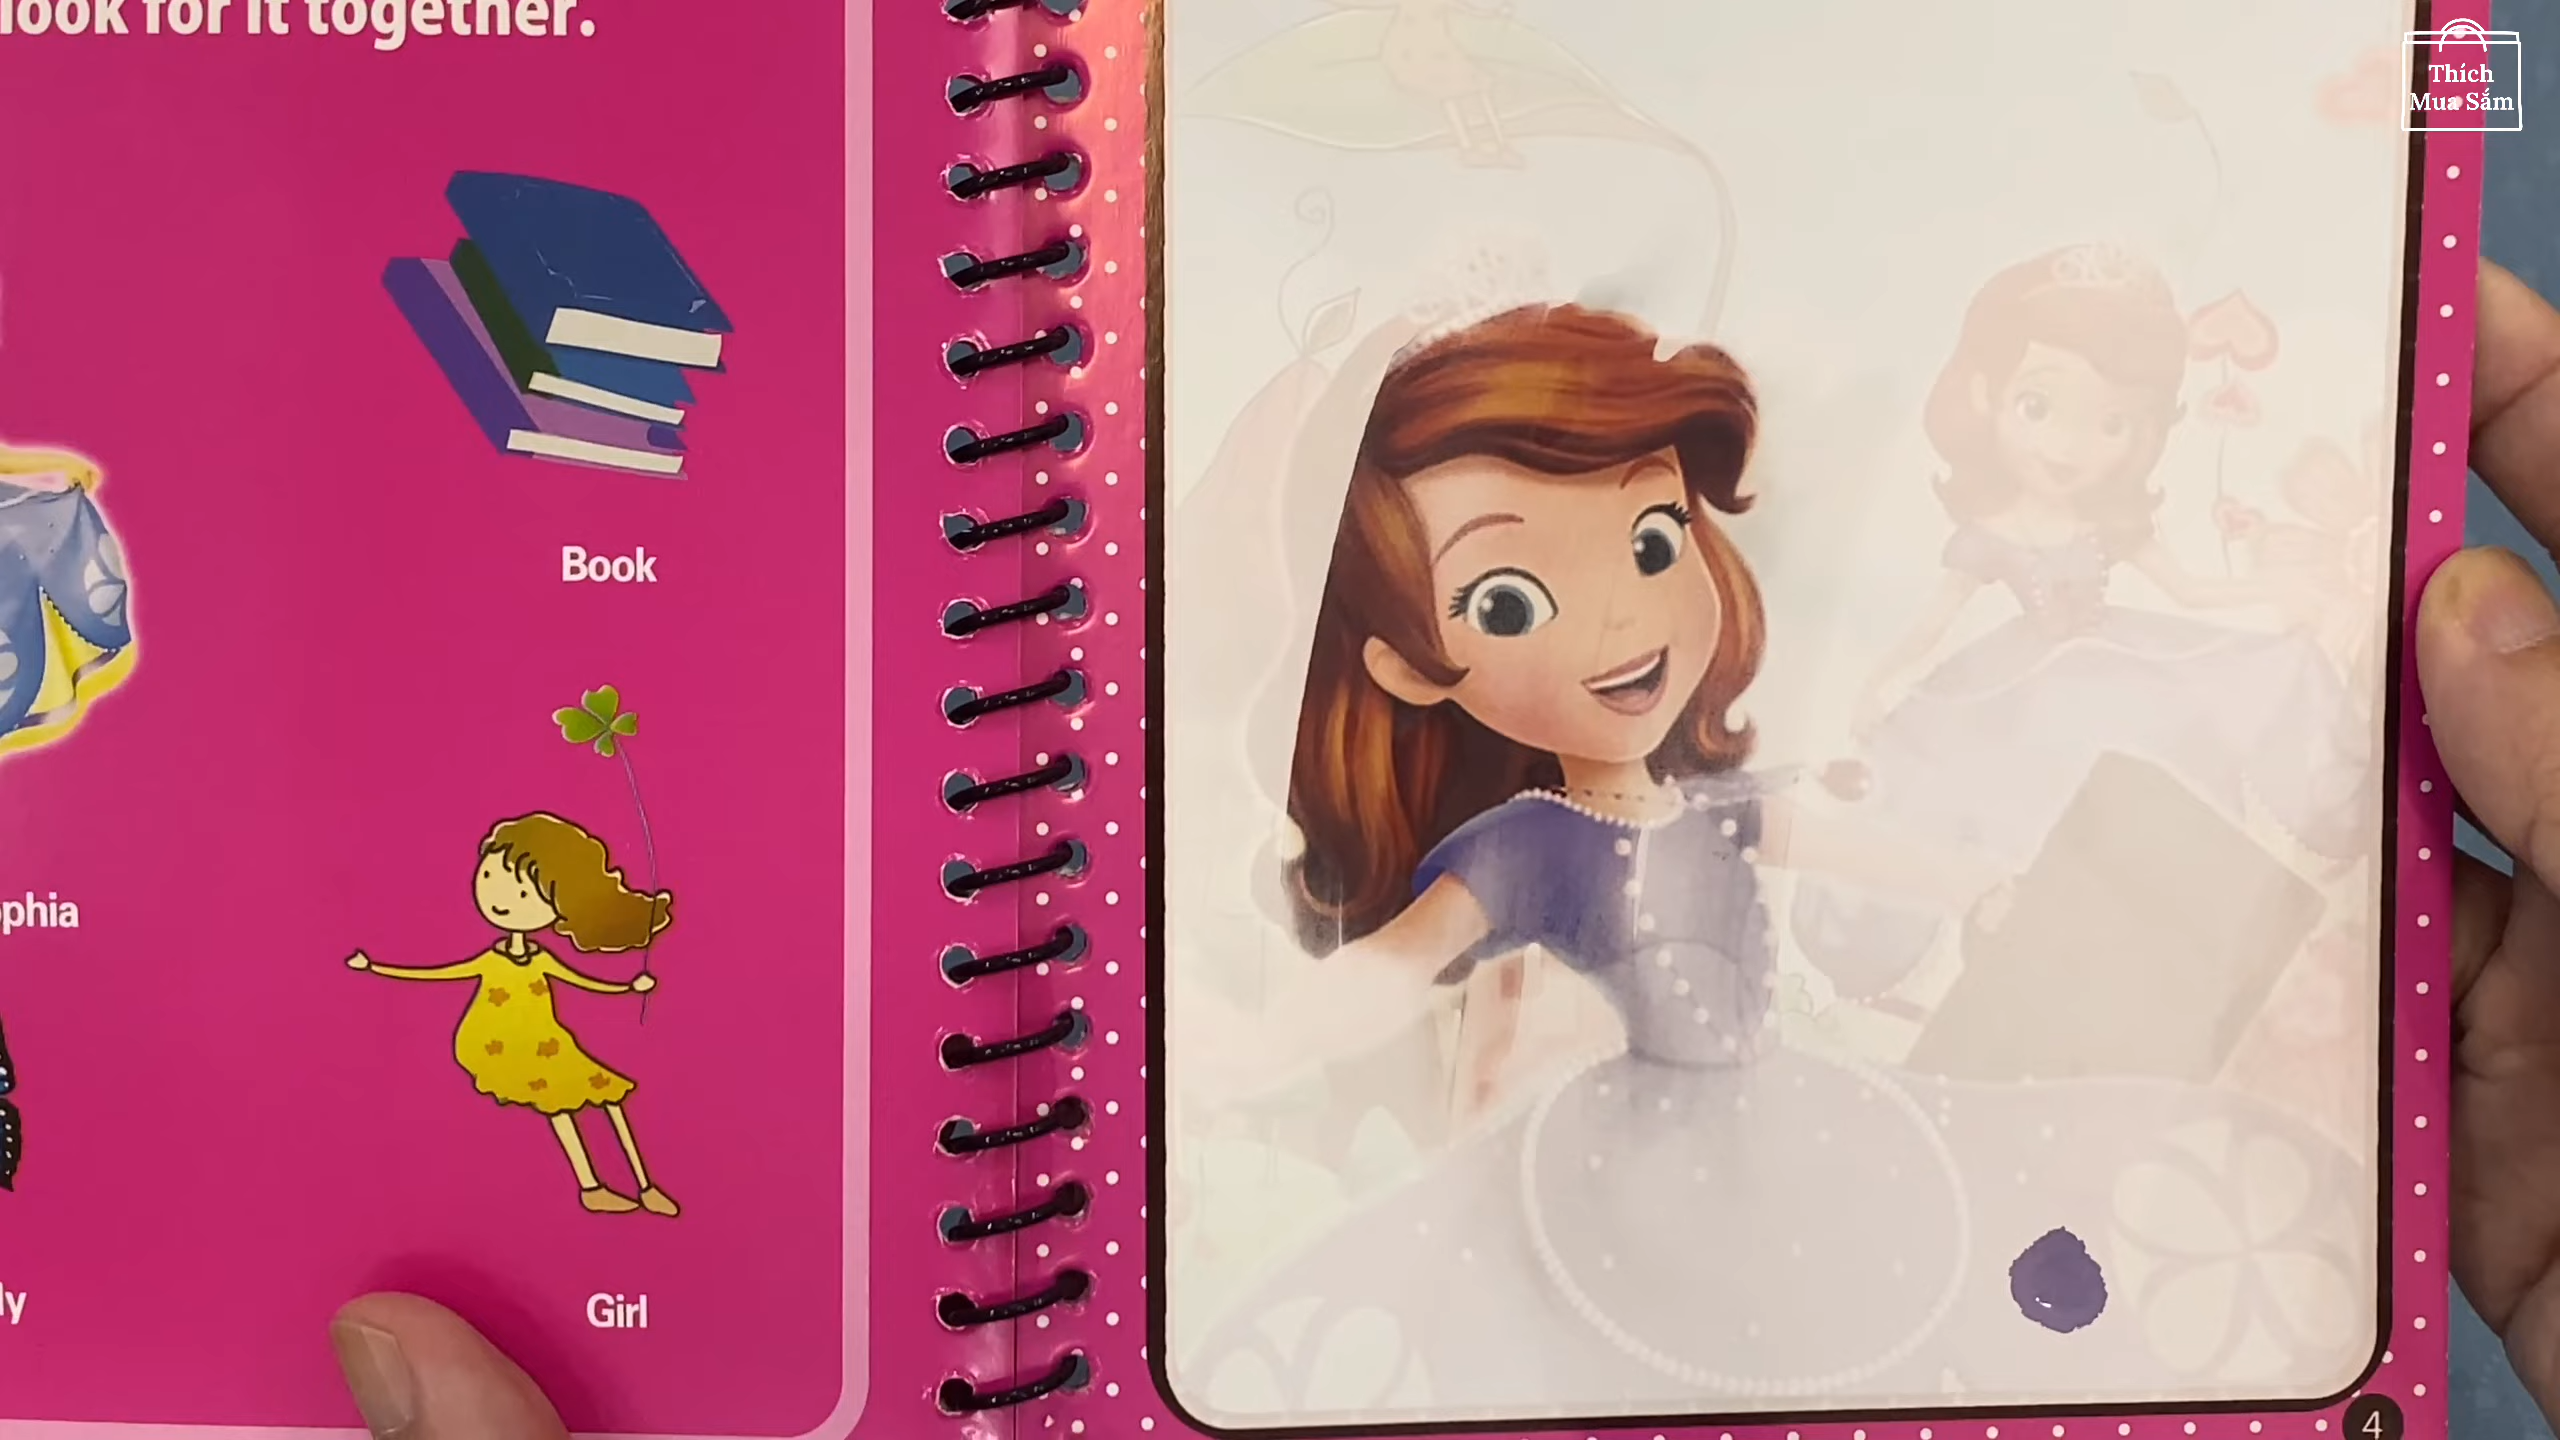 look for it together.
Book
phia
Girl
ly
4
Thích
Mua Sắm